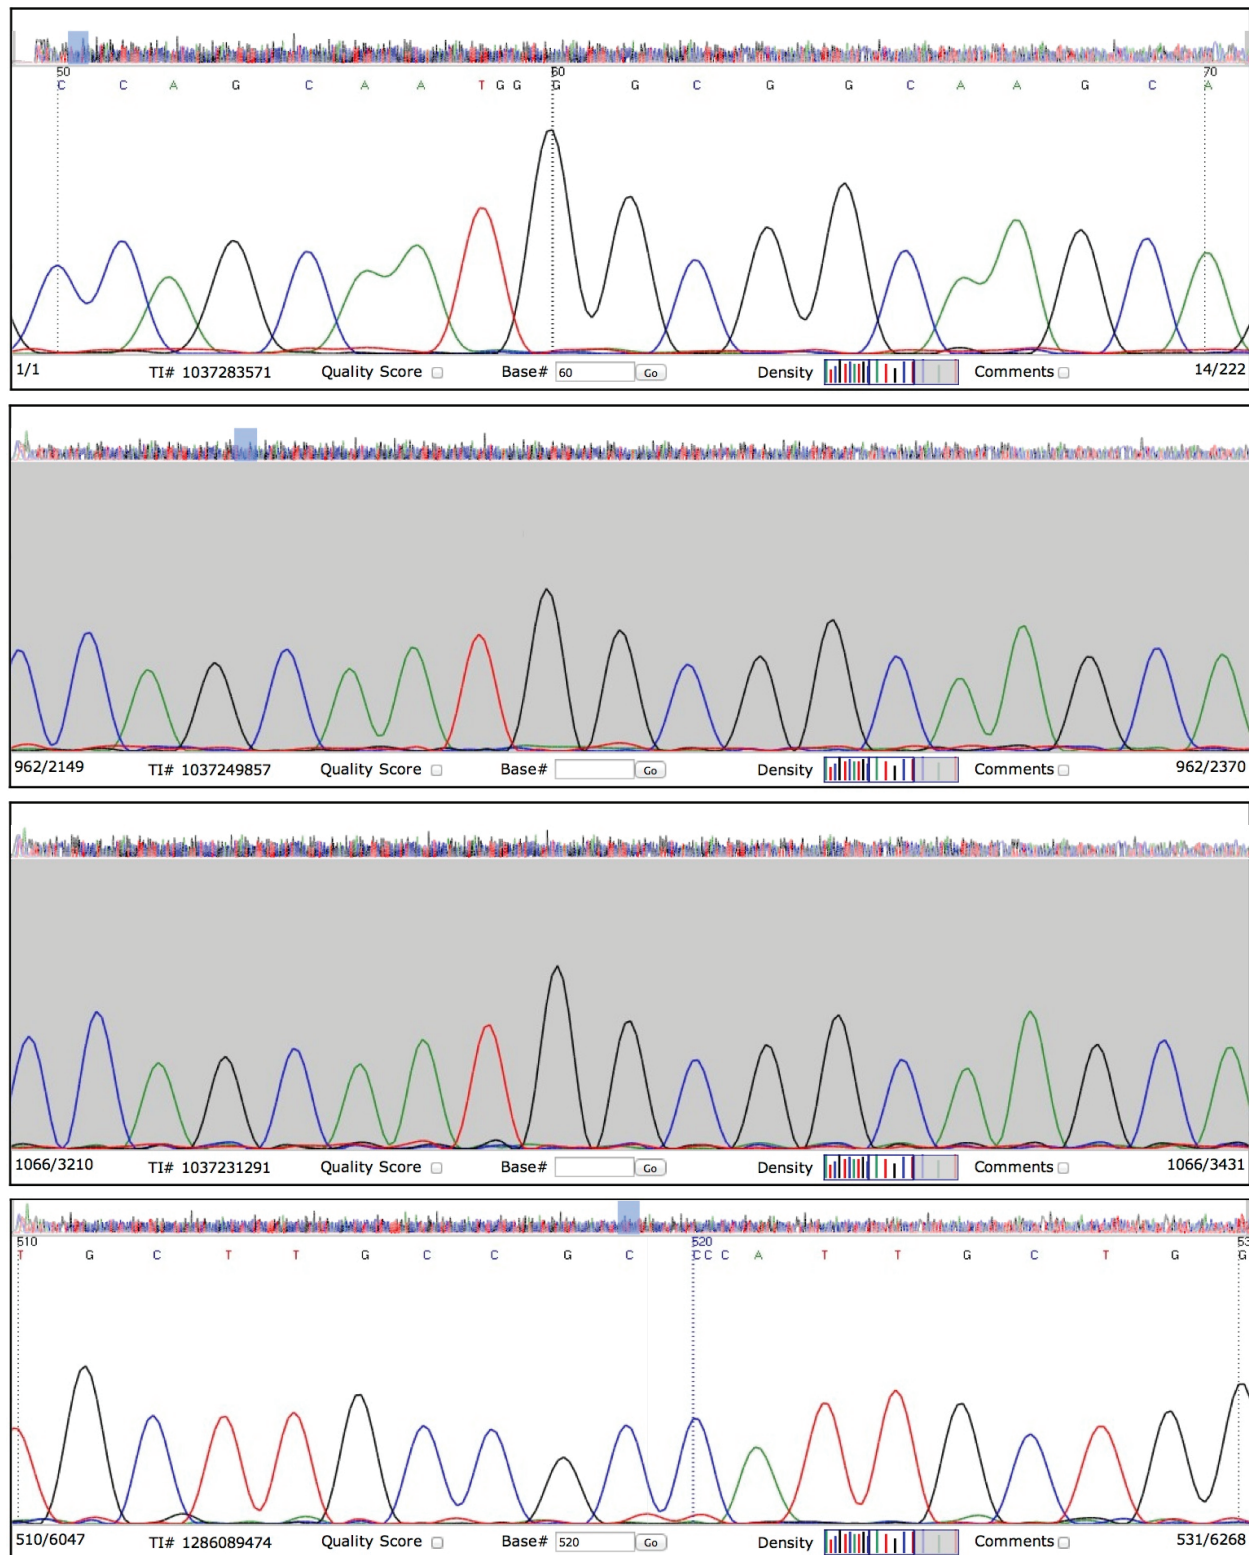 50 60 70
C C A G C A A T G G G G C G G C A A G C A
1/1 TI# 1037283571 Quality Score Base# 60 Go Density Comments 14/222
962/2149 TI# 1037249857 Quality Score Base# Go Density Comments 962/2370
1066/3210 TI# 1037231291 Quality Score Base# Go Density Comments 1066/3431
510 520 53
T G C T T G C C G C C C C A T T G C T G G
510/6047 TI# 1286089474 Quality Score Base# 520 Go Density Comments 531/6268